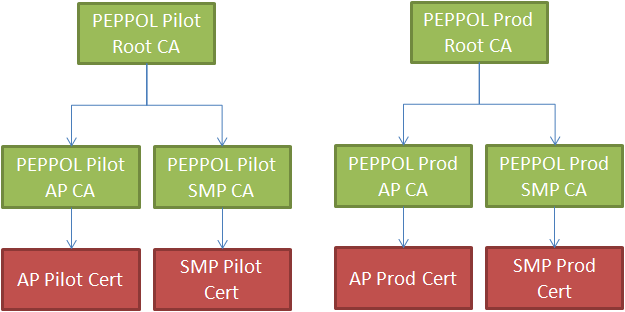 PEPPOL Pilot
Root CA
PEPPOL Prod
Root CA
PEPPOL Pilot
AP CA
PEPPOL Pilot
SMP CA
PEPPOL Prod
AP CA
PEPPOL Prod
SMP CA
AP Pilot Cert
SMP Pilot
Cert
AP Prod Cert
SMP Prod
Cert